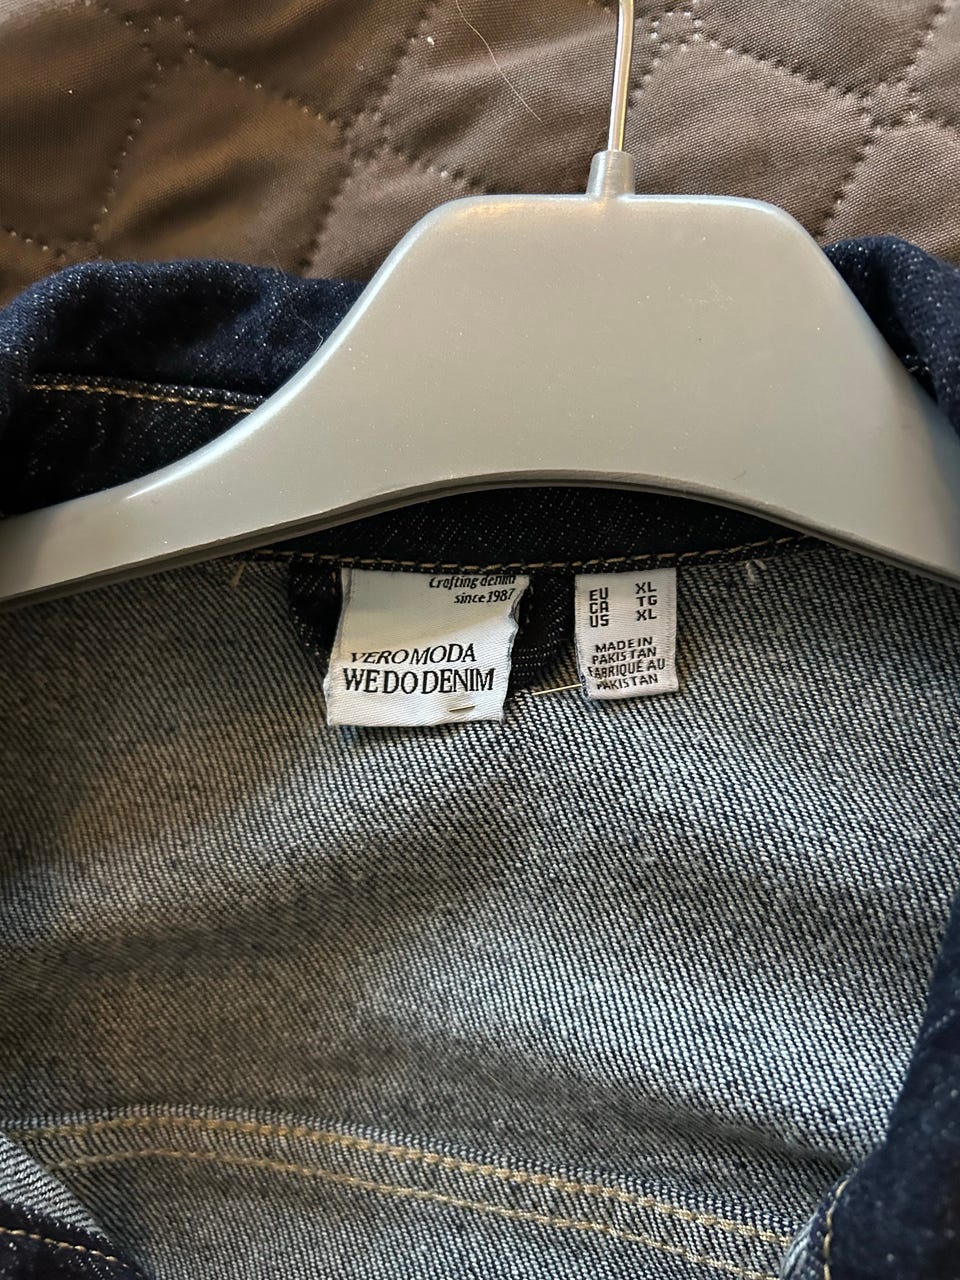 Crafting denim
since 1987
VERO MODA
WE DO DENIM
EU XL
CA TG
US XL
MADE IN
PAKISTAN
FABRIQUÉ AU
PAKISTAN